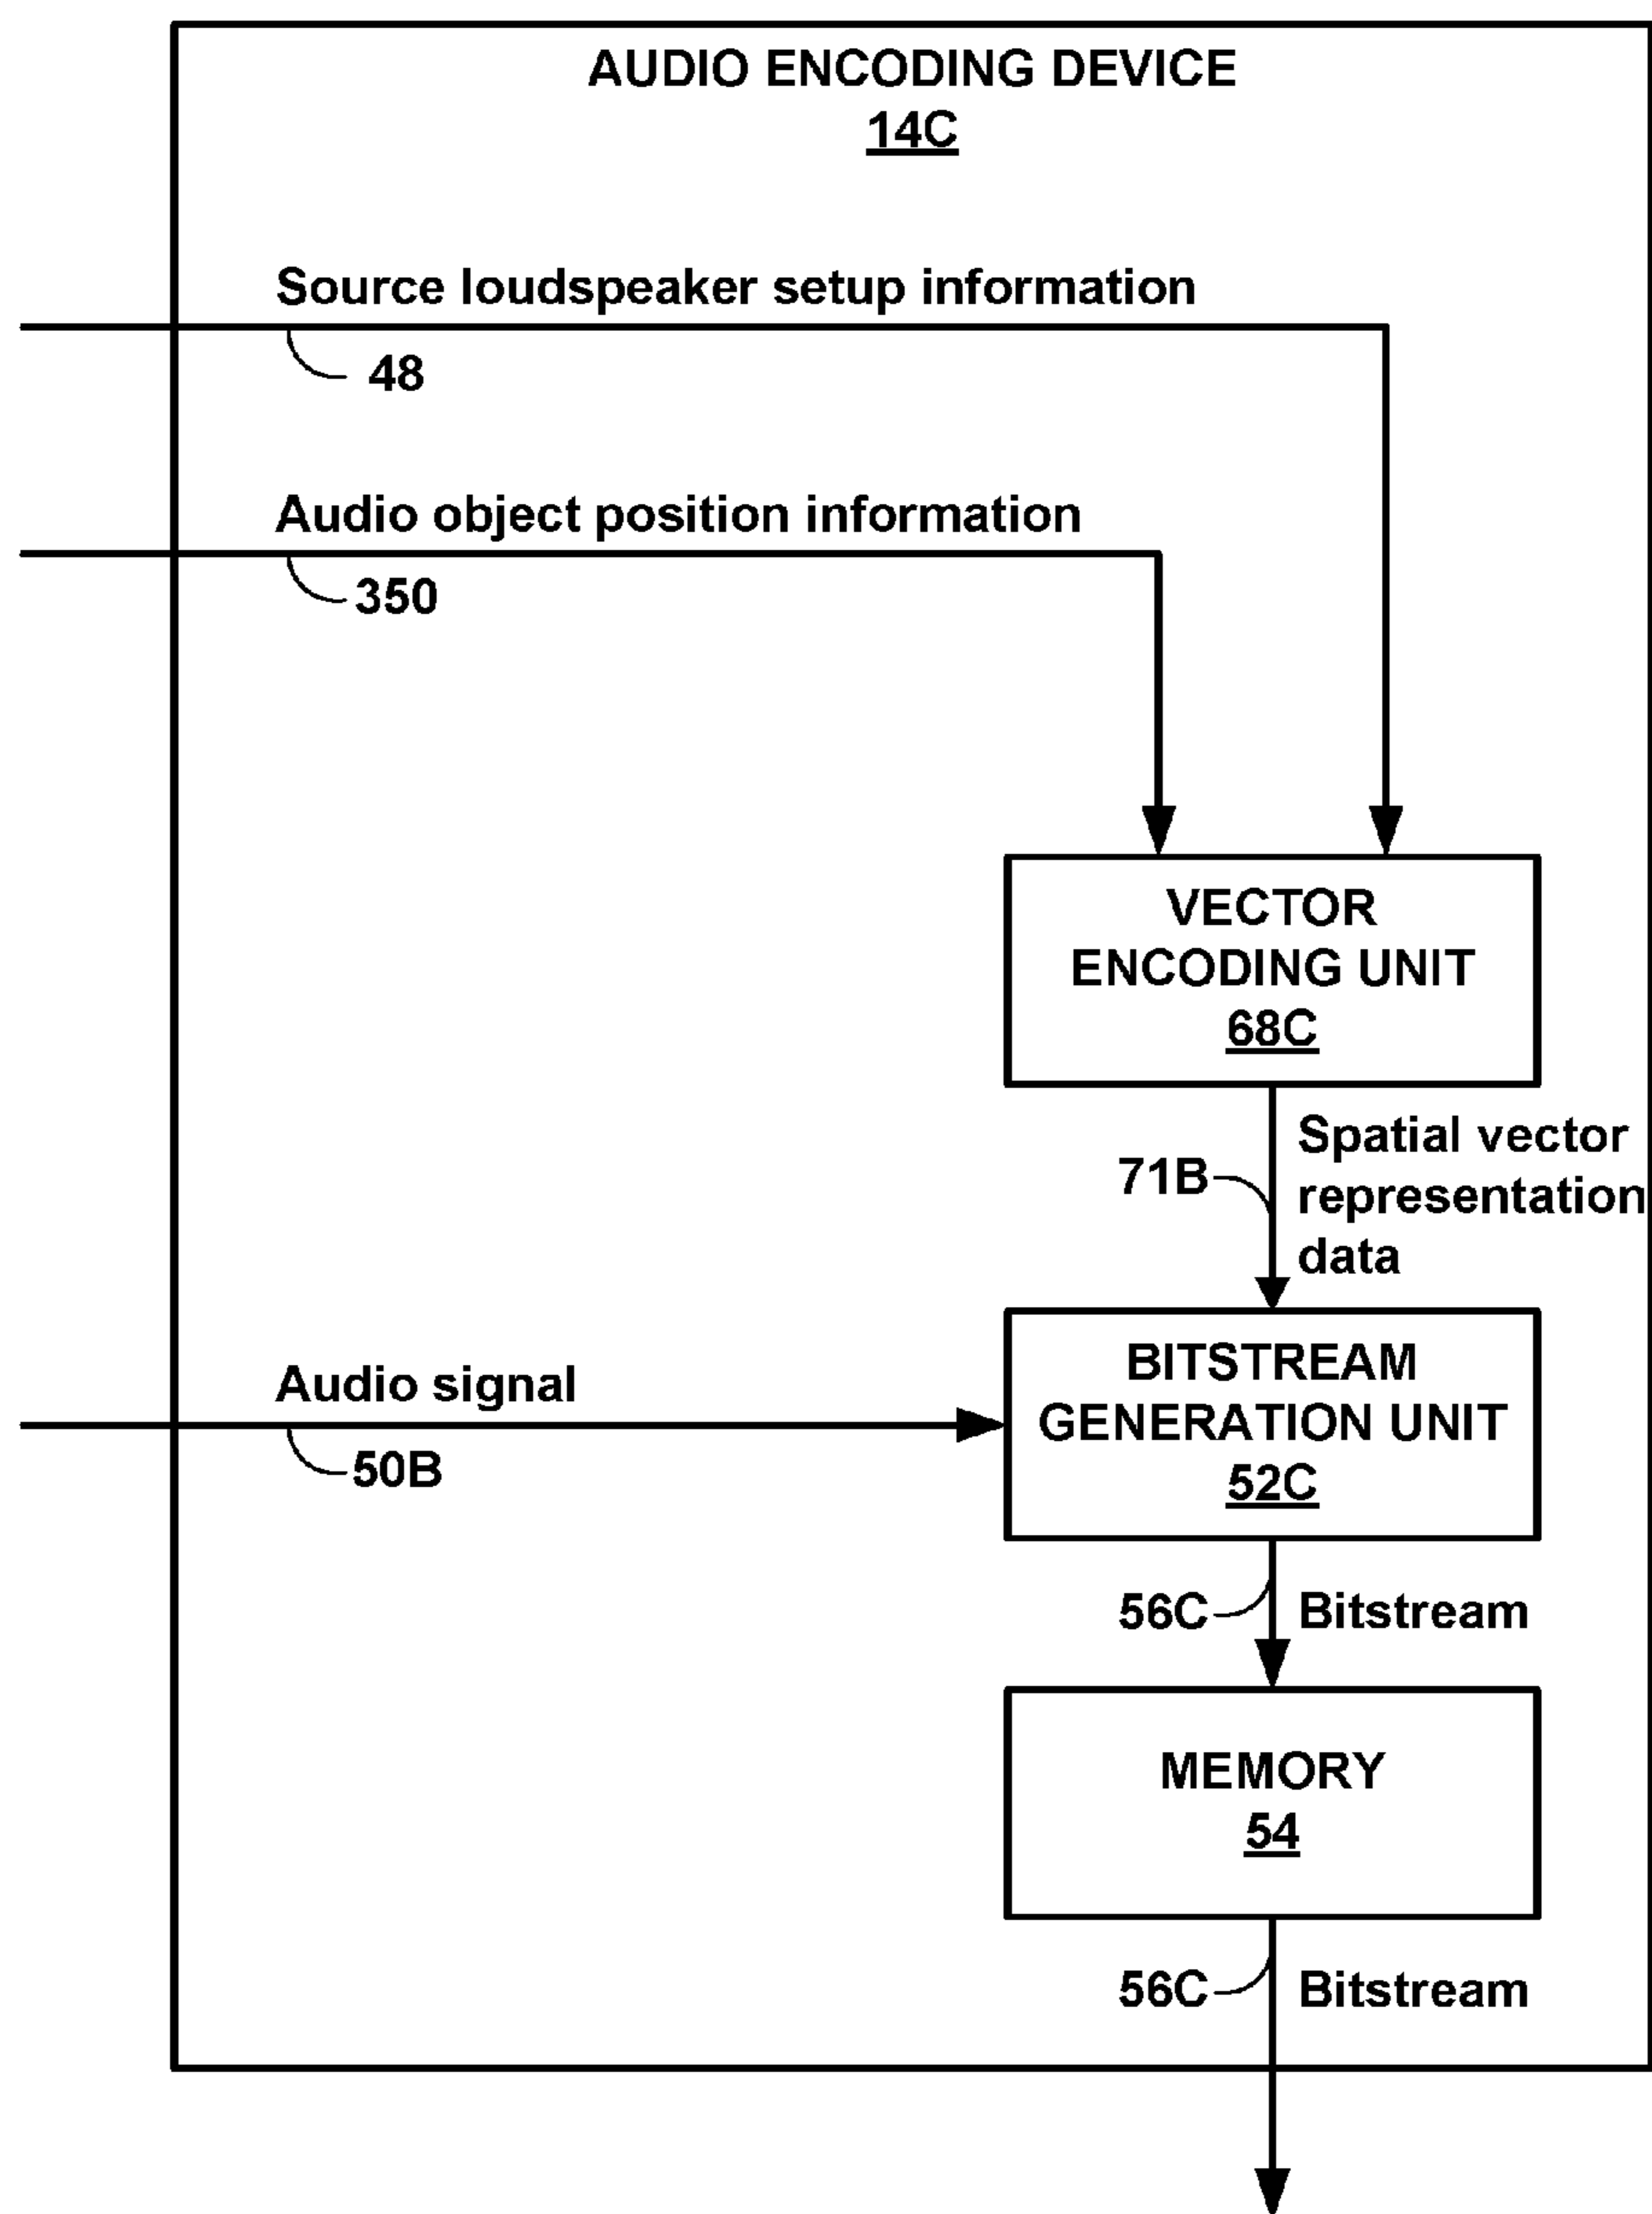 AUDIO ENCODING DEVICE
14C
Source loudspeaker setup information
48
Audio object position information
350
VECTOR
ENCODING UNIT
68C
Spatial vector
representation
data
71B
BITSTREAM
GENERATION UNIT
52C
Audio signal
50B
56C
Bitstream
MEMORY
54
56C
Bitstream